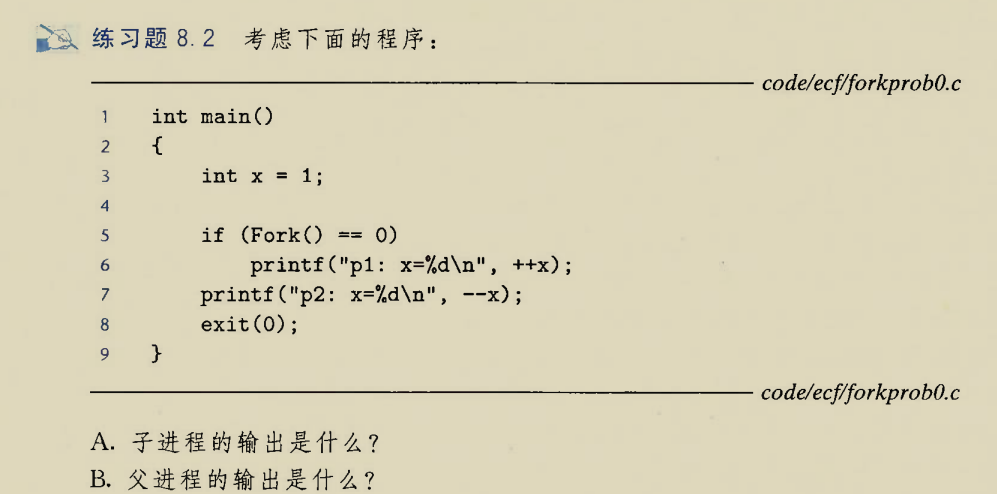 练习题 8.2 考虑下面的程序：
code/ecf/forkprob0.c
1 int main()
2 {
3 int x = 1;
4
5 if (Fork() == 0)
6 printf("p1: x=%d\n", ++x);
7 printf("p2: x=%d\n", --x);
8 exit(0);
9 }
code/ecf/forkprob0.c
A. 子进程的输出是什么？
B. 父进程的输出是什么？